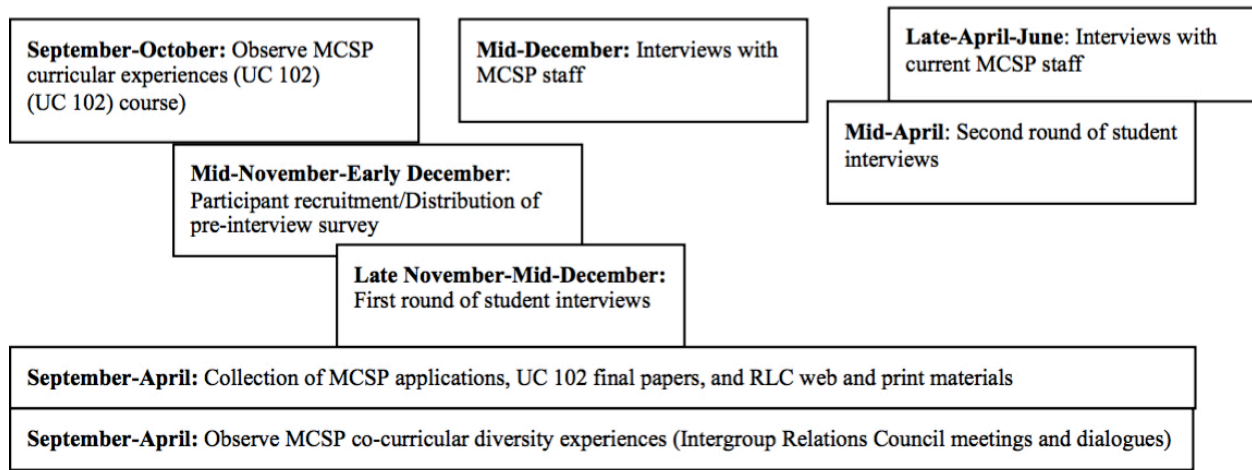 September-October: Observe MCSP
curricular experiences (UC 102)
(UC 102) course)
Mid-December: Interviews with
MCSP staff
Late-April-June: Interviews with
current MCSP staff
Mid-April: Second round of student
interviews
Mid-November-Early December:
Participant recruitment/Distribution of
pre-interview survey
Late November-Mid-December:
First round of student interviews
September-April: Collection of MCSP applications, UC 102 final papers, and RLC web and print materials
September-April: Observe MCSP co-curricular diversity experiences (Intergroup Relations Council meetings and dialogues)